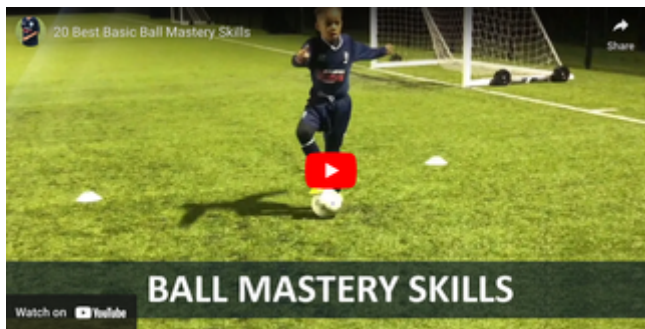 20 Best Basic Ball Mastery Skills
Share
BALL MASTERY SKILLS
Watch on YouTube